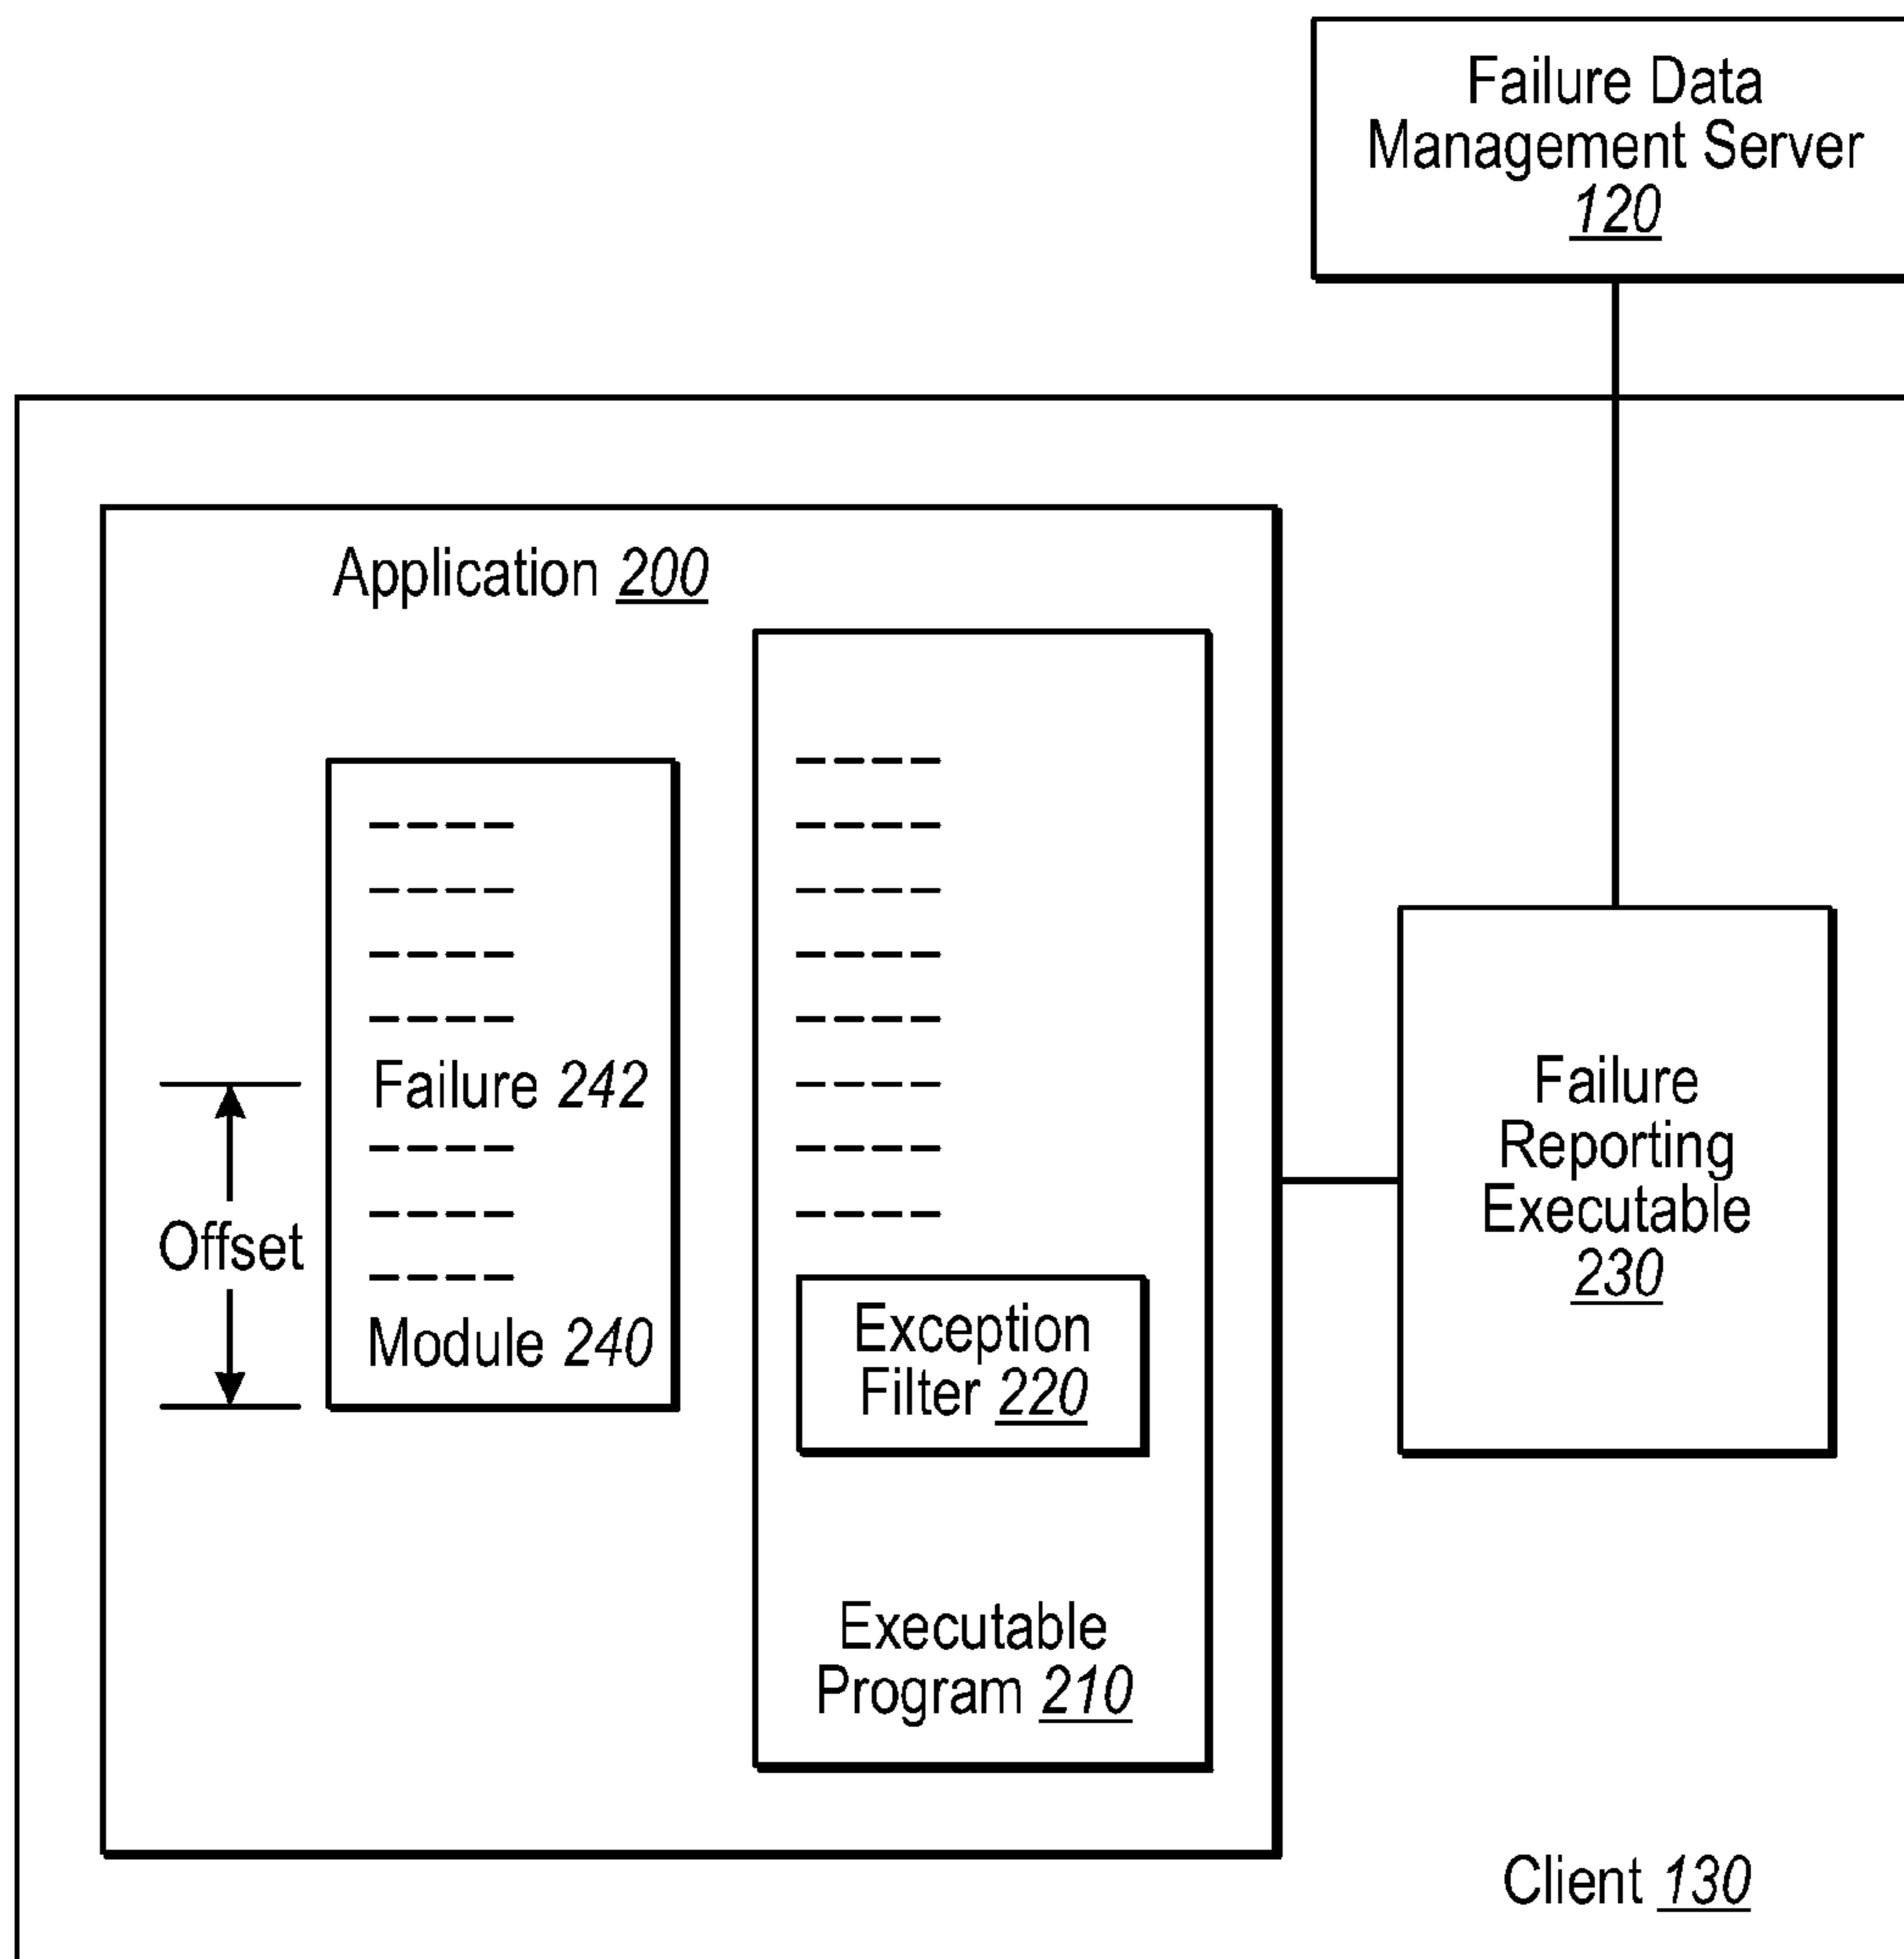 Failure Data
Management Server
120
Application 200
Failure 242
Offset
Module 240
Exception
Filter 220
Executable
Program 210
Failure
Reporting
Executable
230
Client 130